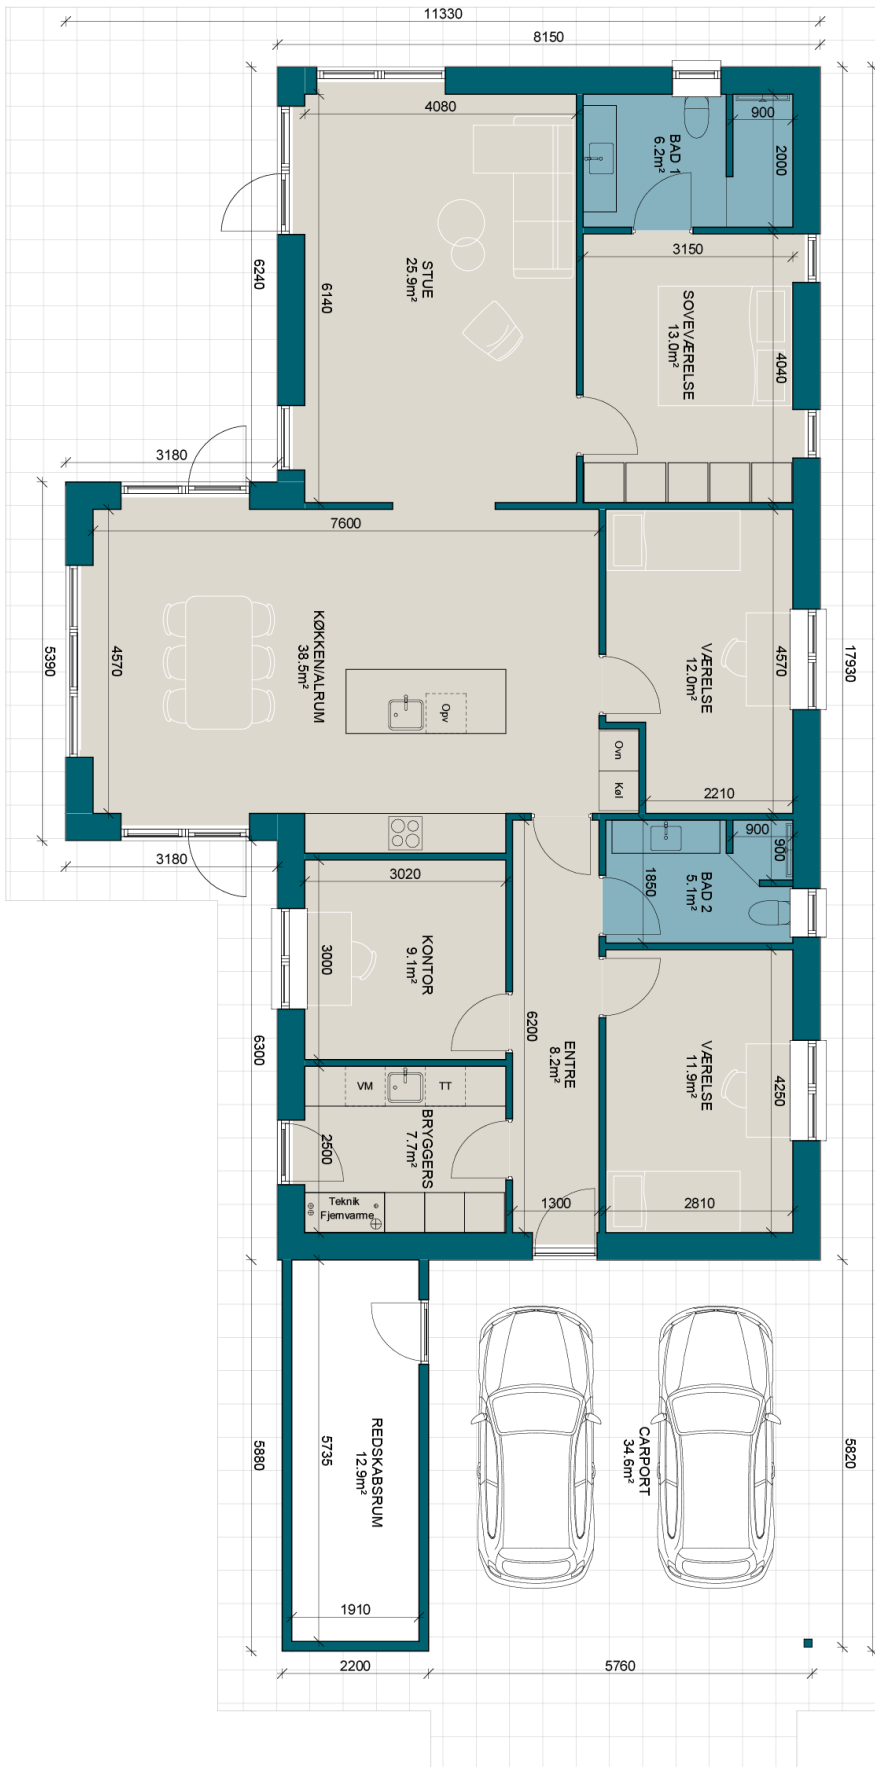 11330
8150
4080
900
BAD 1
6.2m²
2000
3150
6240
6140
STUE
25.9m²
SOVEVÆRELSE
13.0m²
4040
3180
7600
5390
4570
KØKKEN/ALRUM
38.5m²
Opv
VÆRELSE
12.0m²
4570
17930
Ovn
Køl
2210
3180
3020
900
900
1850
BAD 2
5.1m²
3000
KONTOR
9.1m²
6300
6200
ENTRE
8.2m²
VÆRELSE
11.9m²
4250
VM
TT
2500
BRYGGERS
7.7m²
Teknik
Fjernvarme
1300
2810
5880
5735
REDSKABSRUM
12.9m²
CARPORT
34.6m²
5820
1910
2200
5760